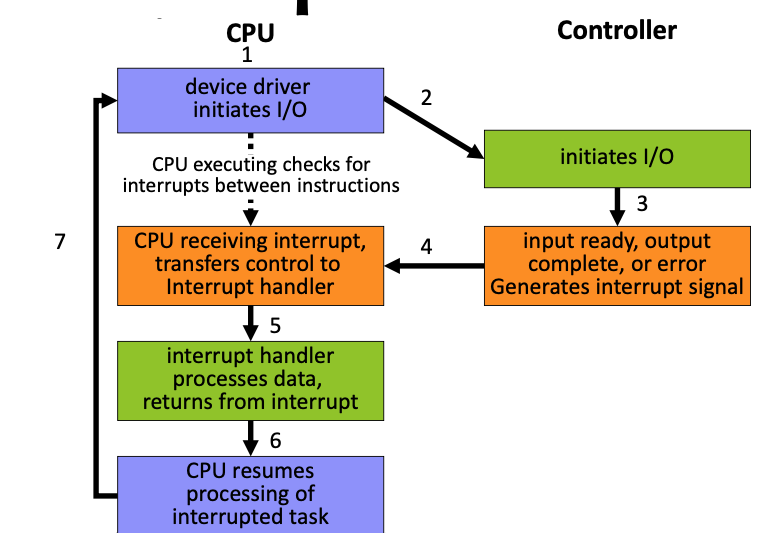 CPU
Controller
1
device driver
initiates I/O
2
initiates I/O
CPU executing checks for
interrupts between instructions
3
7
CPU receiving interrupt,
transfers control to
Interrupt handler
4
input ready, output
complete, or error
Generates interrupt signal
5
interrupt handler
processes data,
returns from interrupt
6
CPU resumes
processing of
interrupted task